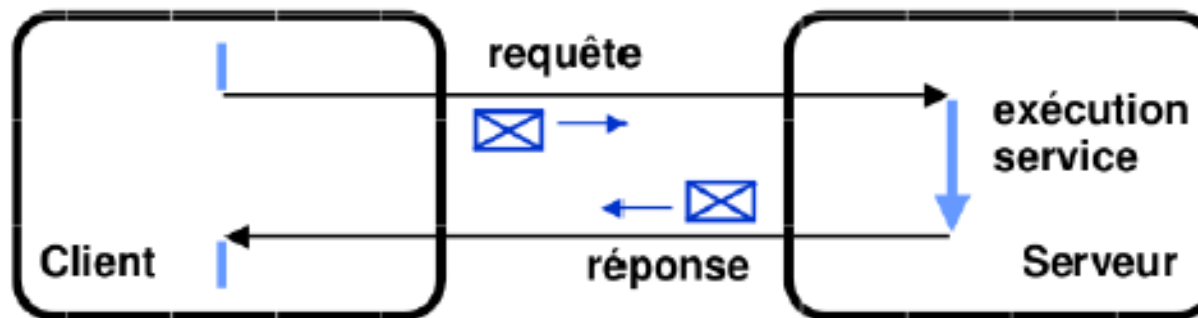 requête
exécution
service
Client
réponse
Serveur